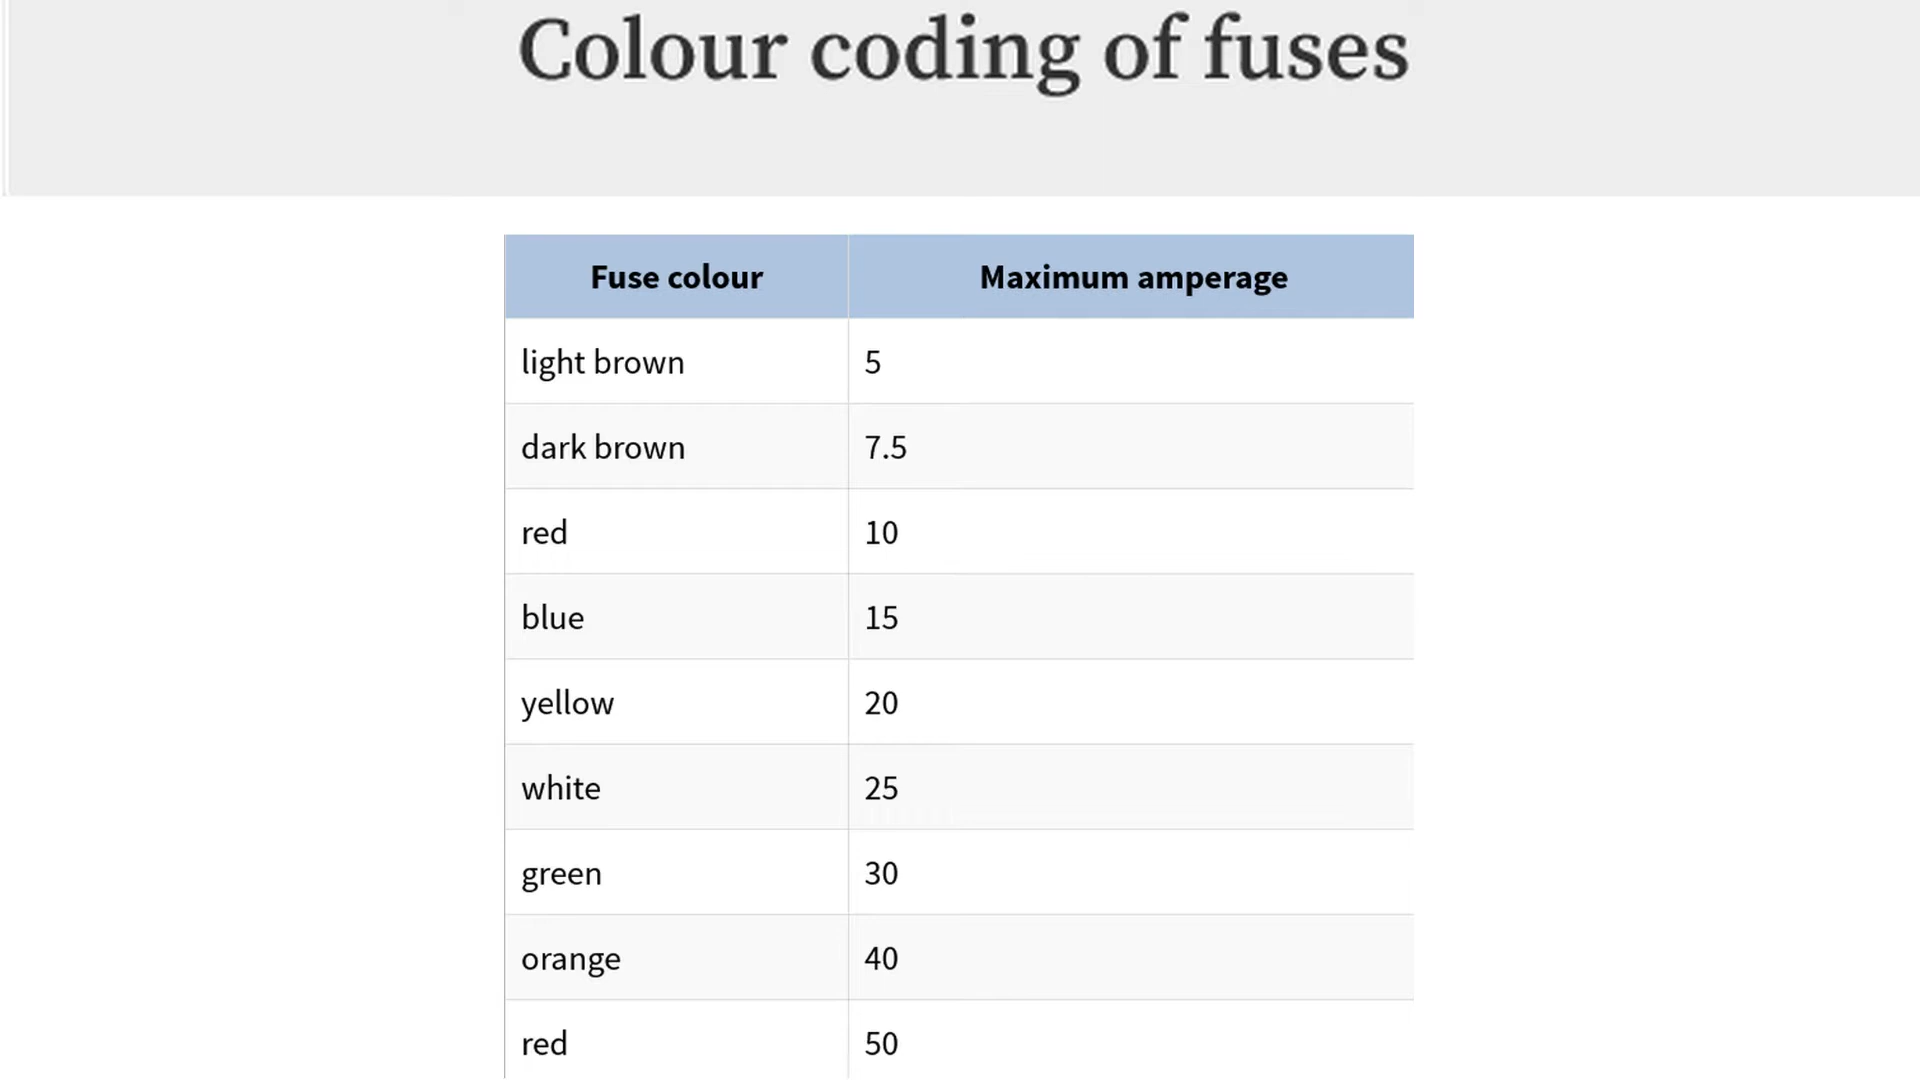 Colour coding of fuses
Fuse colour Maximum amperage
light brown 5
dark brown 7.5
red 10
blue 15
yellow 20
white 25
green 30
orange 40
red 50